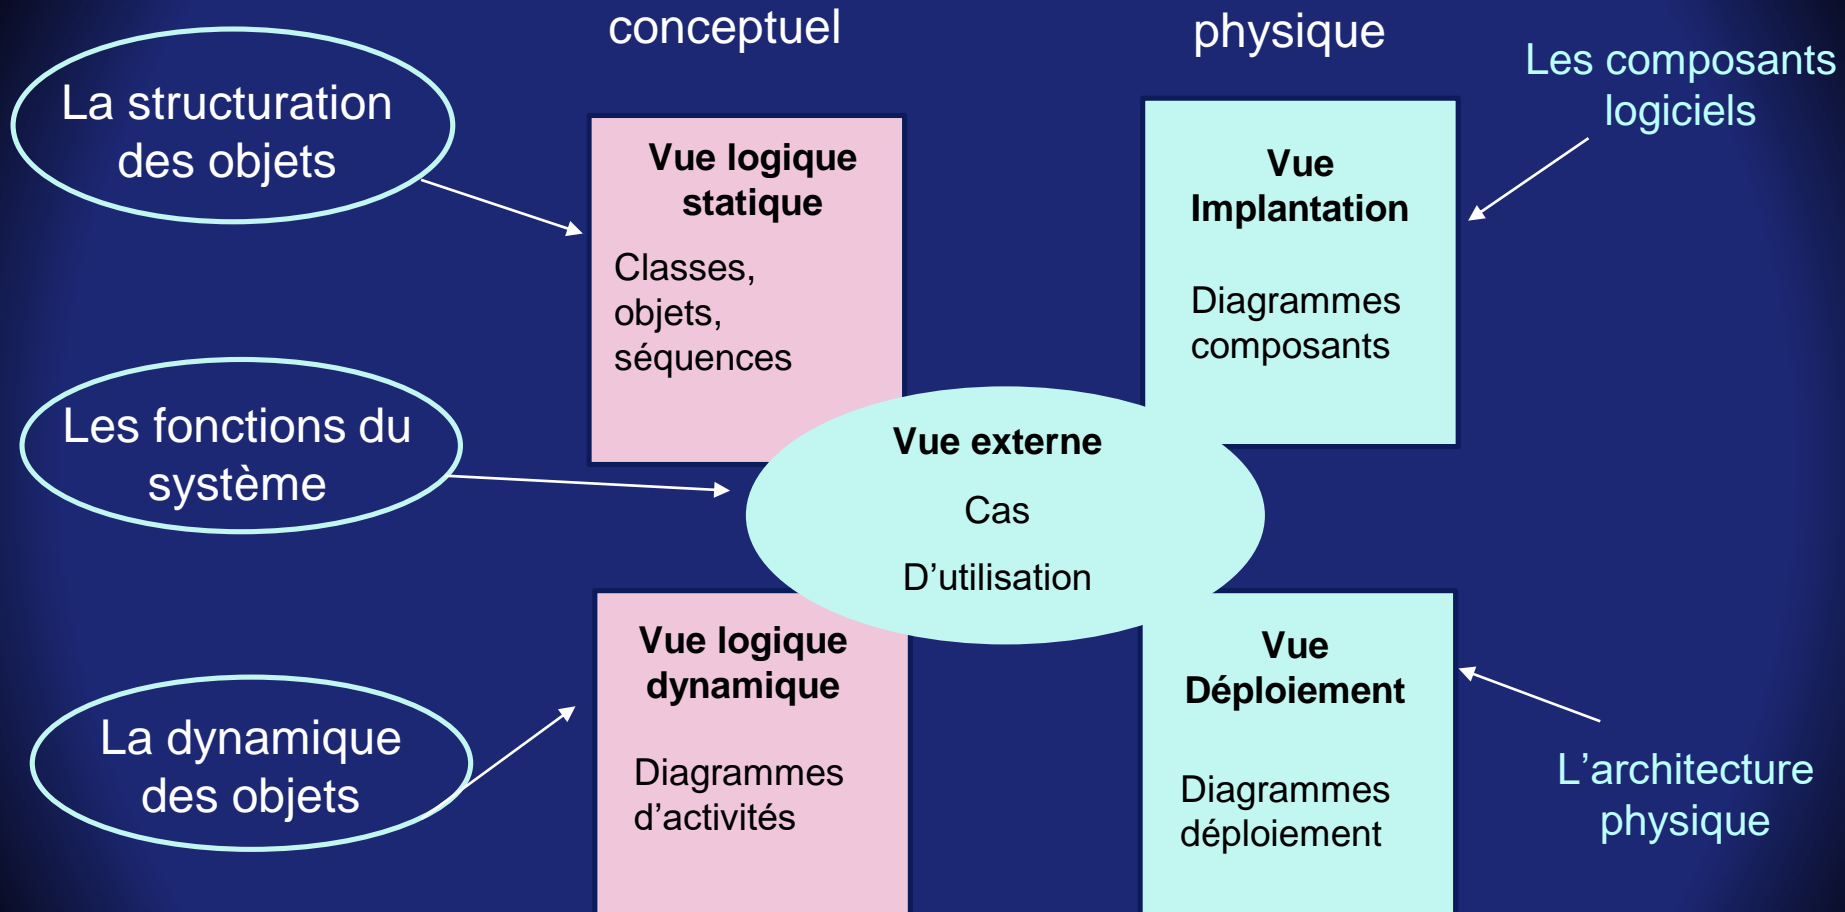 conceptuel
physique
La structuration
des objets
Vue logique
statique
Classes,
objets,
séquences
Vue
Implantation
Diagrammes
composants
Les composants
logiciels
Les fonctions du
système
Vue externe
Cas
D’utilisation
La dynamique
des objets
Vue logique
dynamique
Diagrammes
d’activités
Vue
Déploiement
Diagrammes
déploiement
L’architecture
physique